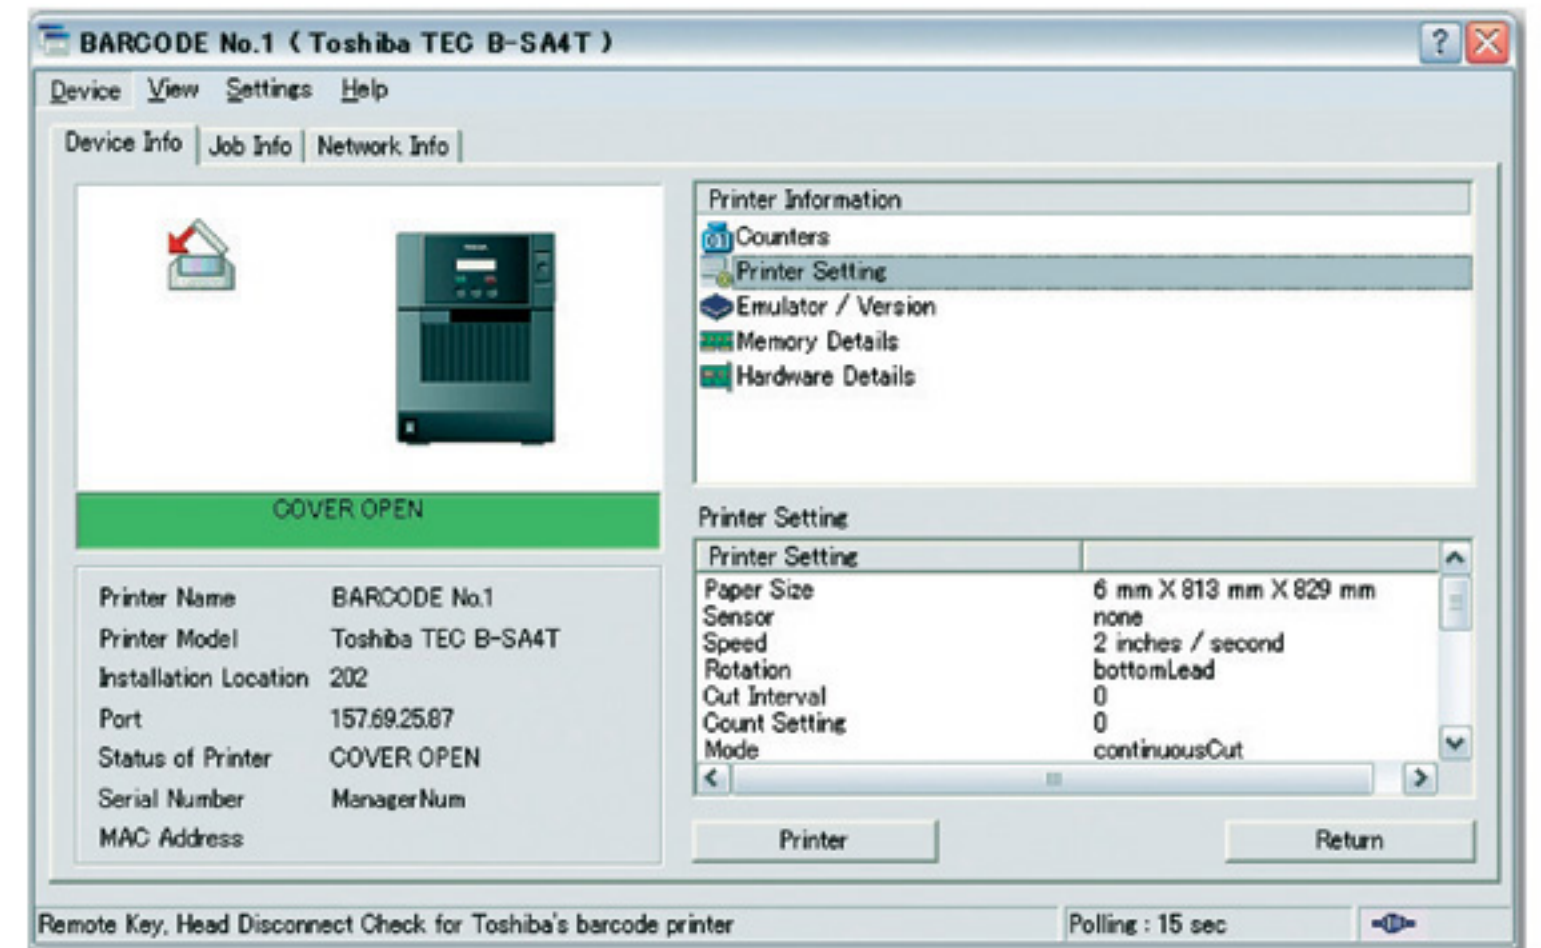 BARCODE No.1 ( Toshiba TEC B-SA4T )
Device View Settings Help
Device Info Job Info Network Info
Printer Information
Counters
Printer Setting
Emulator / Version
Memory Details
Hardware Details
COVER OPEN
Printer Name BARCODE No.1
Printer Model Toshiba TEC B-SA4T
Installation Location 202
Port 157.69.25.87
Status of Printer COVER OPEN
Serial Number ManagerNum
MAC Address
Printer Setting
Printer Setting
Paper Size 6 mm X 813 mm X 829 mm
Sensor none
Speed 2 inches / second
Rotation bottomLead
Cut Interval 0
Count Setting 0
Mode continuousCut
Printer Return
Remote Key, Head Disconnect Check for Toshiba's barcode printer Polling : 15 sec